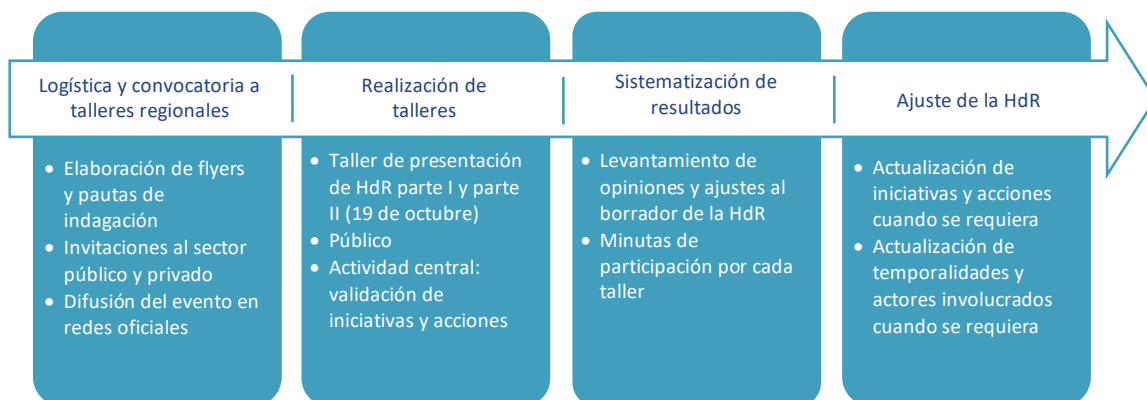 Logística y convocatoria a
talleres regionales
Realización de
talleres
Sistematización de
resultados
Ajuste de la HdR
• Elaboración de flyers
y pautas de
indagación
• Invitaciones al sector
público y privado
• Difusión del evento en
redes oficiales
• Taller de presentación
de HdR parte I y parte
II (19 de octubre)
• Público
• Actividad central:
validación de
iniciativas y acciones
• Levantamiento de
opiniones y ajustes al
borrador de la HdR
• Minutas de
participación por cada
taller
• Actualización de
iniciativas y acciones
cuando se requiera
• Actualización de
temporalidades y
actores involucrados
cuando se requiera